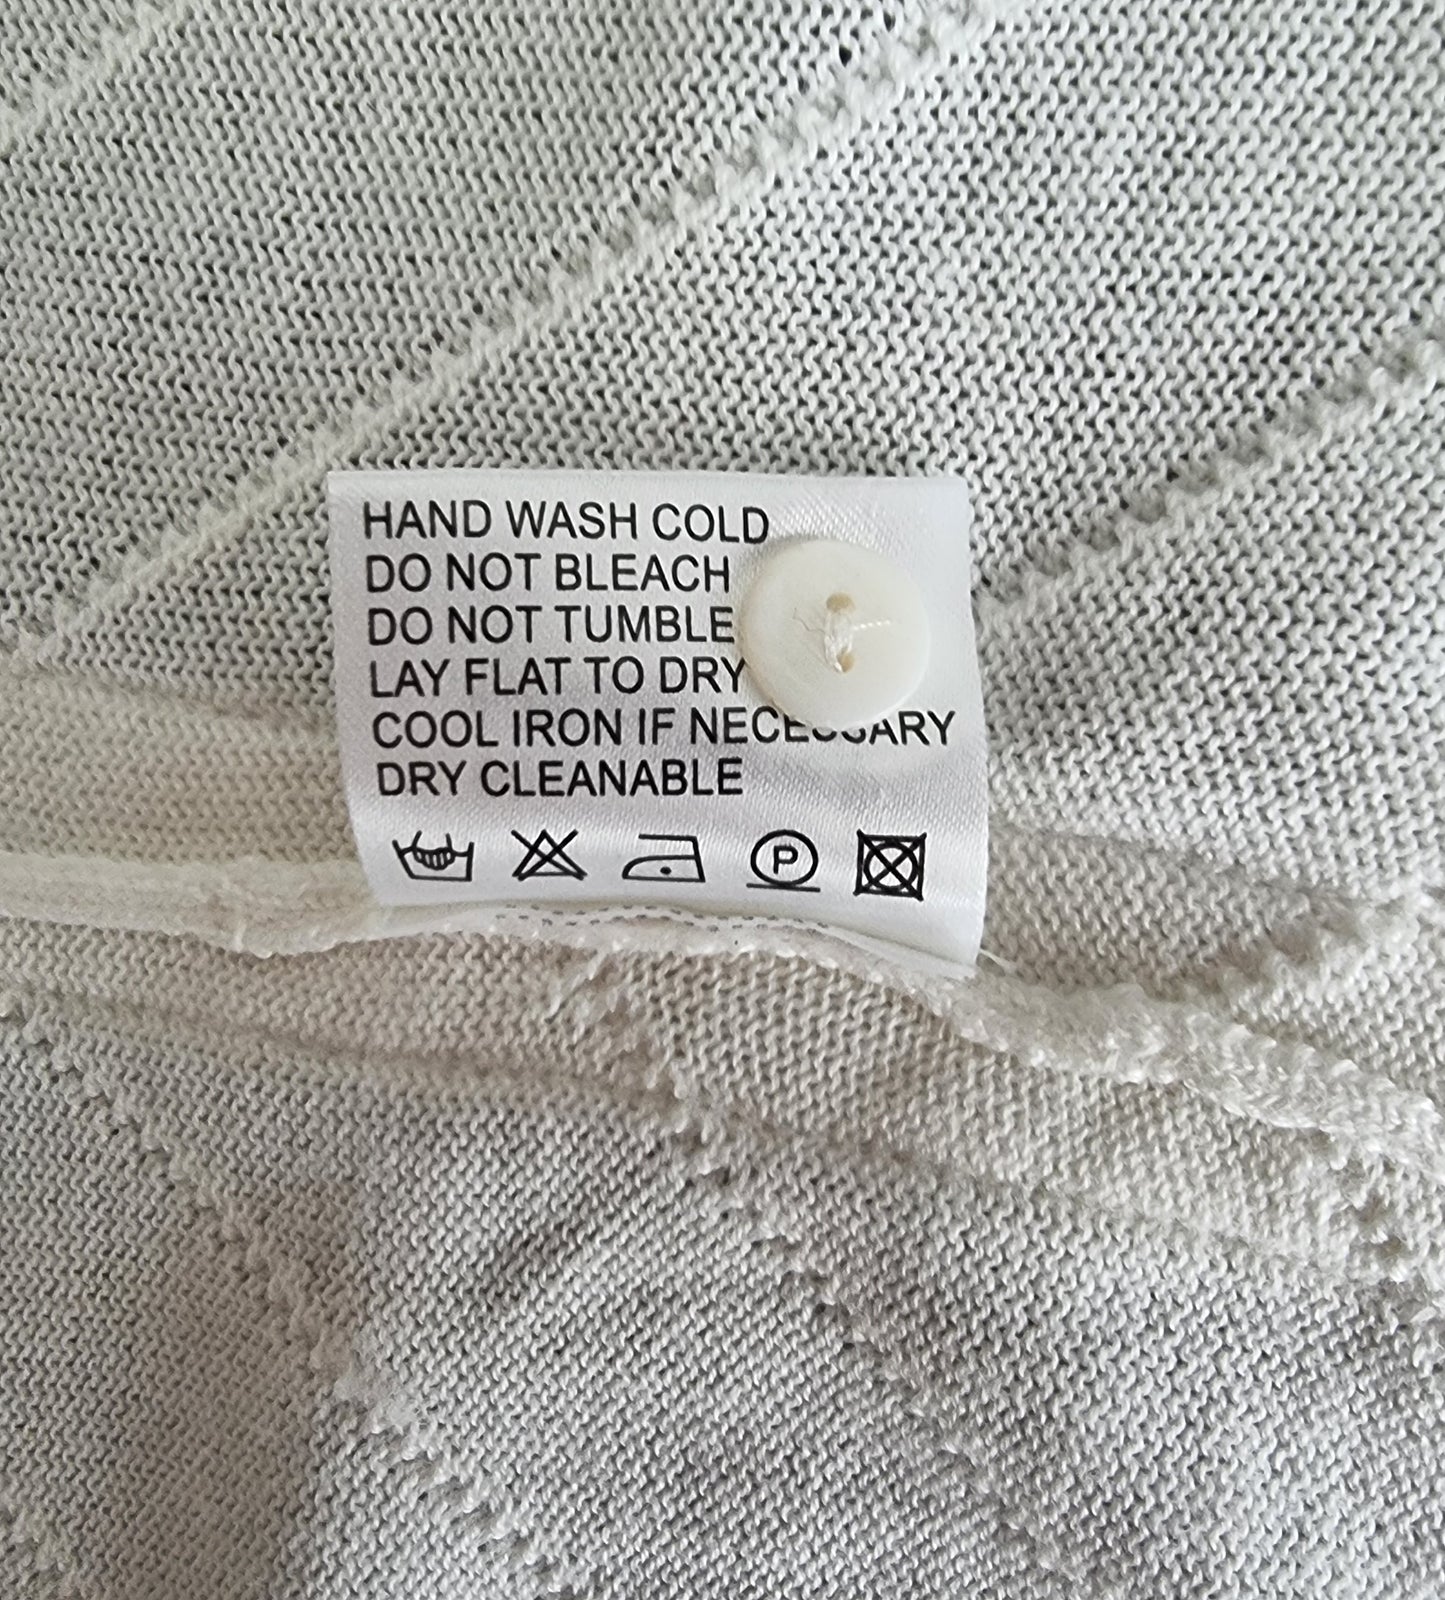 HAND WASH COLD
DO NOT BLEACH
DO NOT TUMBLE
LAY FLAT TO DRY
COOL IRON IF NECESSARY
DRY CLEANABLE
P